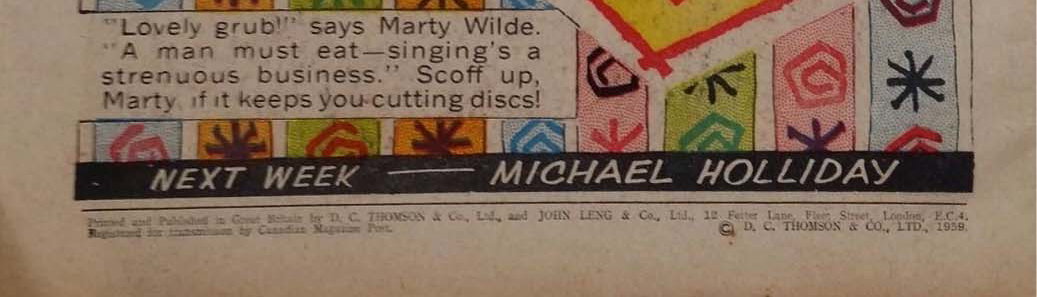 "Lovely grub!" says Marty Wilde.
"A man must eat—singing's a
strenuous business." Scoff up,
Marty, if it keeps you cutting discs!
NEXT WEEK — MICHAEL HOLLIDAY
Printed and Published in Great Britain by D. C. THOMSON & Co., Ltd., and JOHN LENG & Co., Ltd., 12 Fetter Lane, Fleet Street, London, E.C.4.
Registered for transmission by Canadian Magazine Post.
© D. C. THOMSON & CO., LTD., 1959.